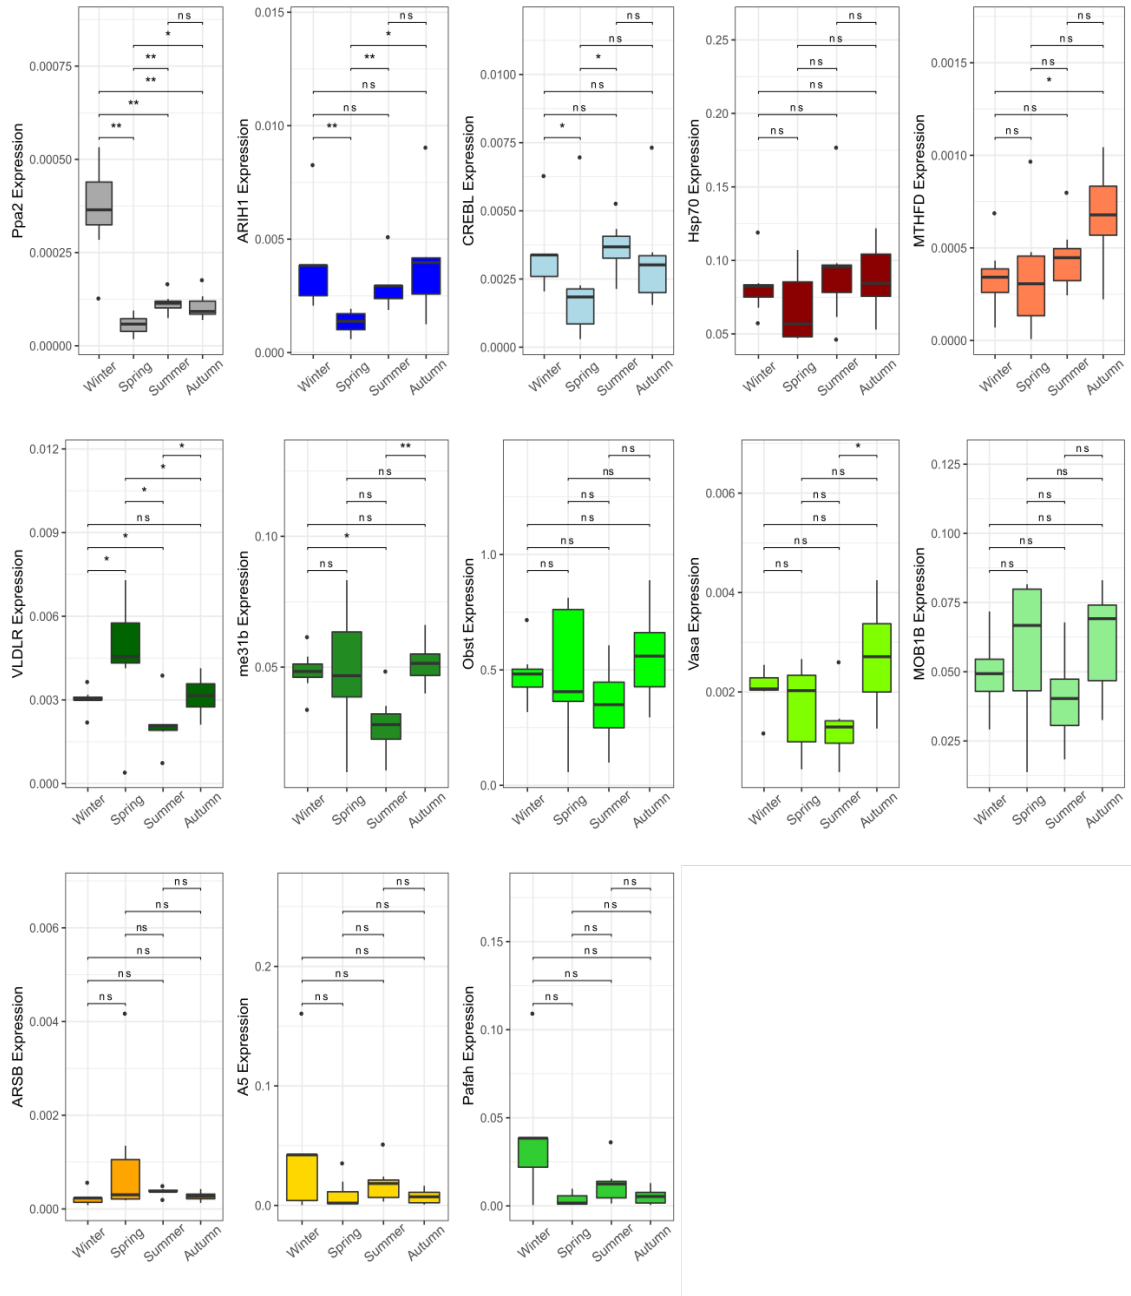 Ppa2 Expression
0.00075
0.00050
0.00025
0.00000
ns
*
**
**
**
**
Winter Spring Summer Autumn
ARIH1 Expression
0.015
0.010
0.005
0.000
ns
*
**
ns
ns
**
Winter Spring Summer Autumn
CREBL Expression
0.0100
0.0075
0.0050
0.0025
0.0000
ns
ns
*
ns
ns
*
Winter Spring Summer Autumn
Hsp70 Expression
0.25
0.20
0.15
0.10
0.05
ns
ns
ns
ns
ns
ns
Winter Spring Summer Autumn
MTHFD Expression
0.0015
0.0010
0.0005
0.0000
ns
ns
ns
*
ns
ns
Winter Spring Summer Autumn
VLDLR Expression
0.012
0.009
0.006
0.003
0.000
*
*
*
ns
*
*
Winter Spring Summer Autumn
me31b Expression
0.10
0.05
**
ns
ns
ns
*
ns
Winter Spring Summer Autumn
Obst Expression
1.0
0.5
0.0
ns
ns
ns
ns
ns
ns
Winter Spring Summer Autumn
Vasa Expression
0.006
0.004
0.002
*
ns
ns
ns
ns
ns
Winter Spring Summer Autumn
MOB1B Expression
0.125
0.100
0.075
0.050
0.025
ns
ns
ns
ns
ns
ns
Winter Spring Summer Autumn
ARSB Expression
0.006
0.004
0.002
0.000
ns
ns
ns
ns
ns
ns
Winter Spring Summer Autumn
A5 Expression
0.2
0.1
0.0
ns
ns
ns
ns
ns
ns
Winter Spring Summer Autumn
Pafah Expression
0.15
0.10
0.05
0.00
ns
ns
ns
ns
ns
ns
Winter Spring Summer Autumn